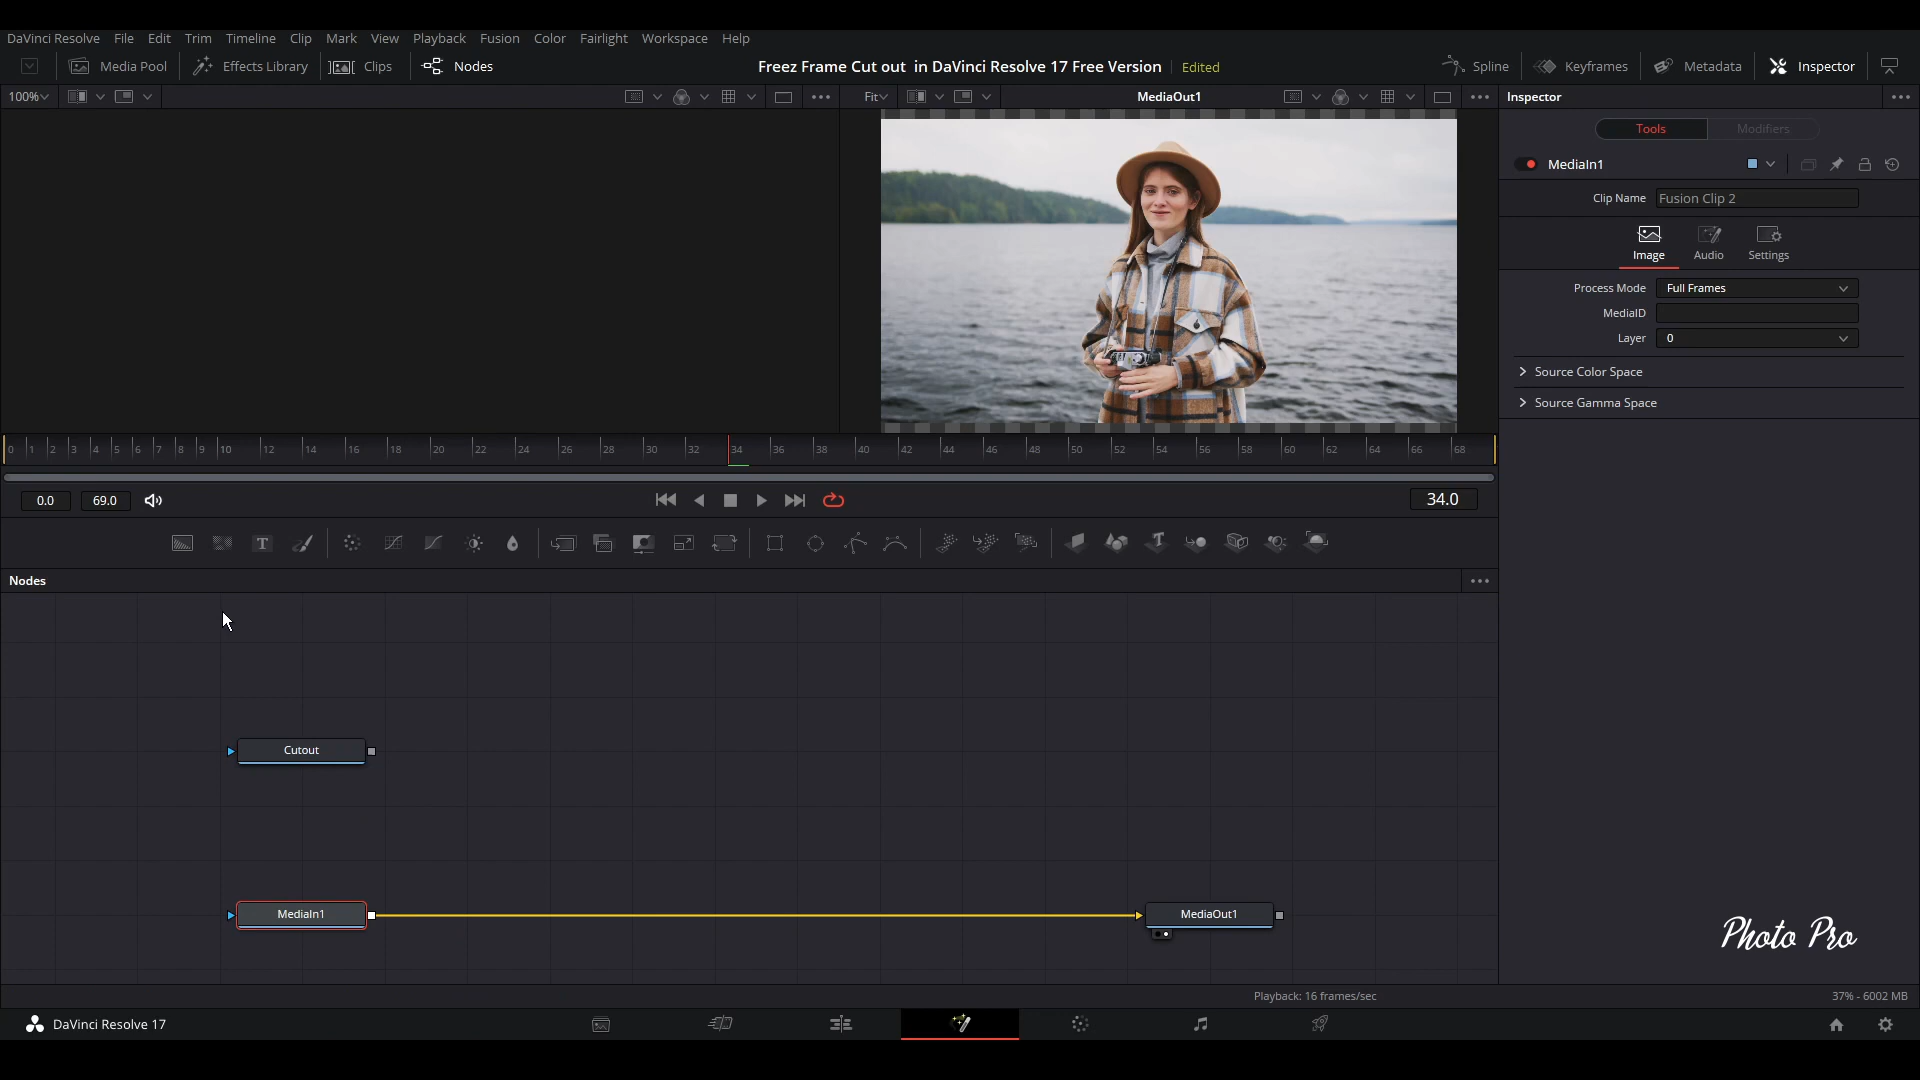 DaVinci Resolve File Edit Trim Timeline Clip Mark View Playback Fusion Color Fairlight Workspace Help
Media Pool Effects Library Clips Nodes Freez Frame Cut out in DaVinci Resolve 17 Free Version Edited Spline Keyframes Metadata Inspector
100% Fit MediaOut1 Inspector
Tools Modifiers
MediaIn1
Clip Name Fusion Clip 2
Image Audio Settings
Process Mode Full Frames
MediaID
Layer 0
Source Color Space
Source Gamma Space
0 1 2 3 4 5 6 7 8 9 10 12 14 16 18 20 22 24 26 28 30 32 34 36 38 40 42 44 46 48 50 52 54 56 58 60 62 64 66 68
0.0 69.0 34.0
T T
Nodes
Cutout
MediaIn1 MediaOut1
Photo Pro
Playback: 16 frames/sec 37% - 6002 MB
DaVinci Resolve 17